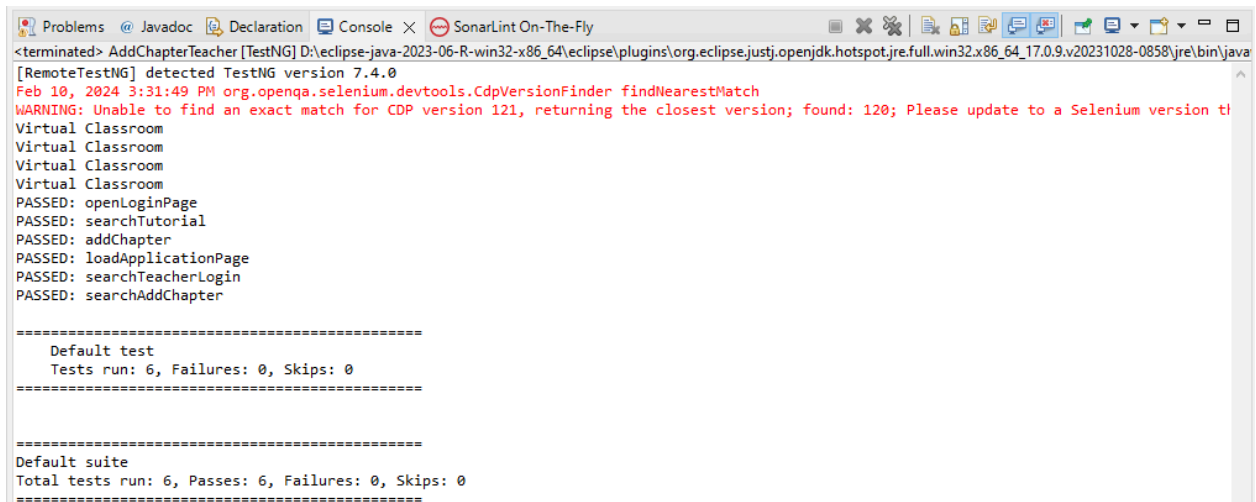 Problems @ Javadoc Declaration Console SonarLint On-The-Fly
<terminated> AddChapterTeacher [TestNG] D:\eclipse-java-2023-06-R-win32-x86_64\eclipse\plugins\org.eclipse.justj.openjdk.hotspot.jre.full.win32.x86_64_17.0.9.v20231028-0858\jre\bin\java
[RemoteTestNG] detected TestNG version 7.4.0
Feb 10, 2024 3:31:49 PM org.openqa.selenium.devtools.CdpVersionFinder findNearestMatch
WARNING: Unable to find an exact match for CDP version 121, returning the closest version; found: 120; Please update to a Selenium version th
Virtual Classroom
Virtual Classroom
Virtual Classroom
Virtual Classroom
PASSED: openLoginPage
PASSED: searchTutorial
PASSED: addChapter
PASSED: loadApplicationPage
PASSED: searchTeacherLogin
PASSED: searchAddChapter
===============================================
Default test
Tests run: 6, Failures: 0, Skips: 0
===============================================
===============================================
Default suite
Total tests run: 6, Passes: 6, Failures: 0, Skips: 0
===============================================